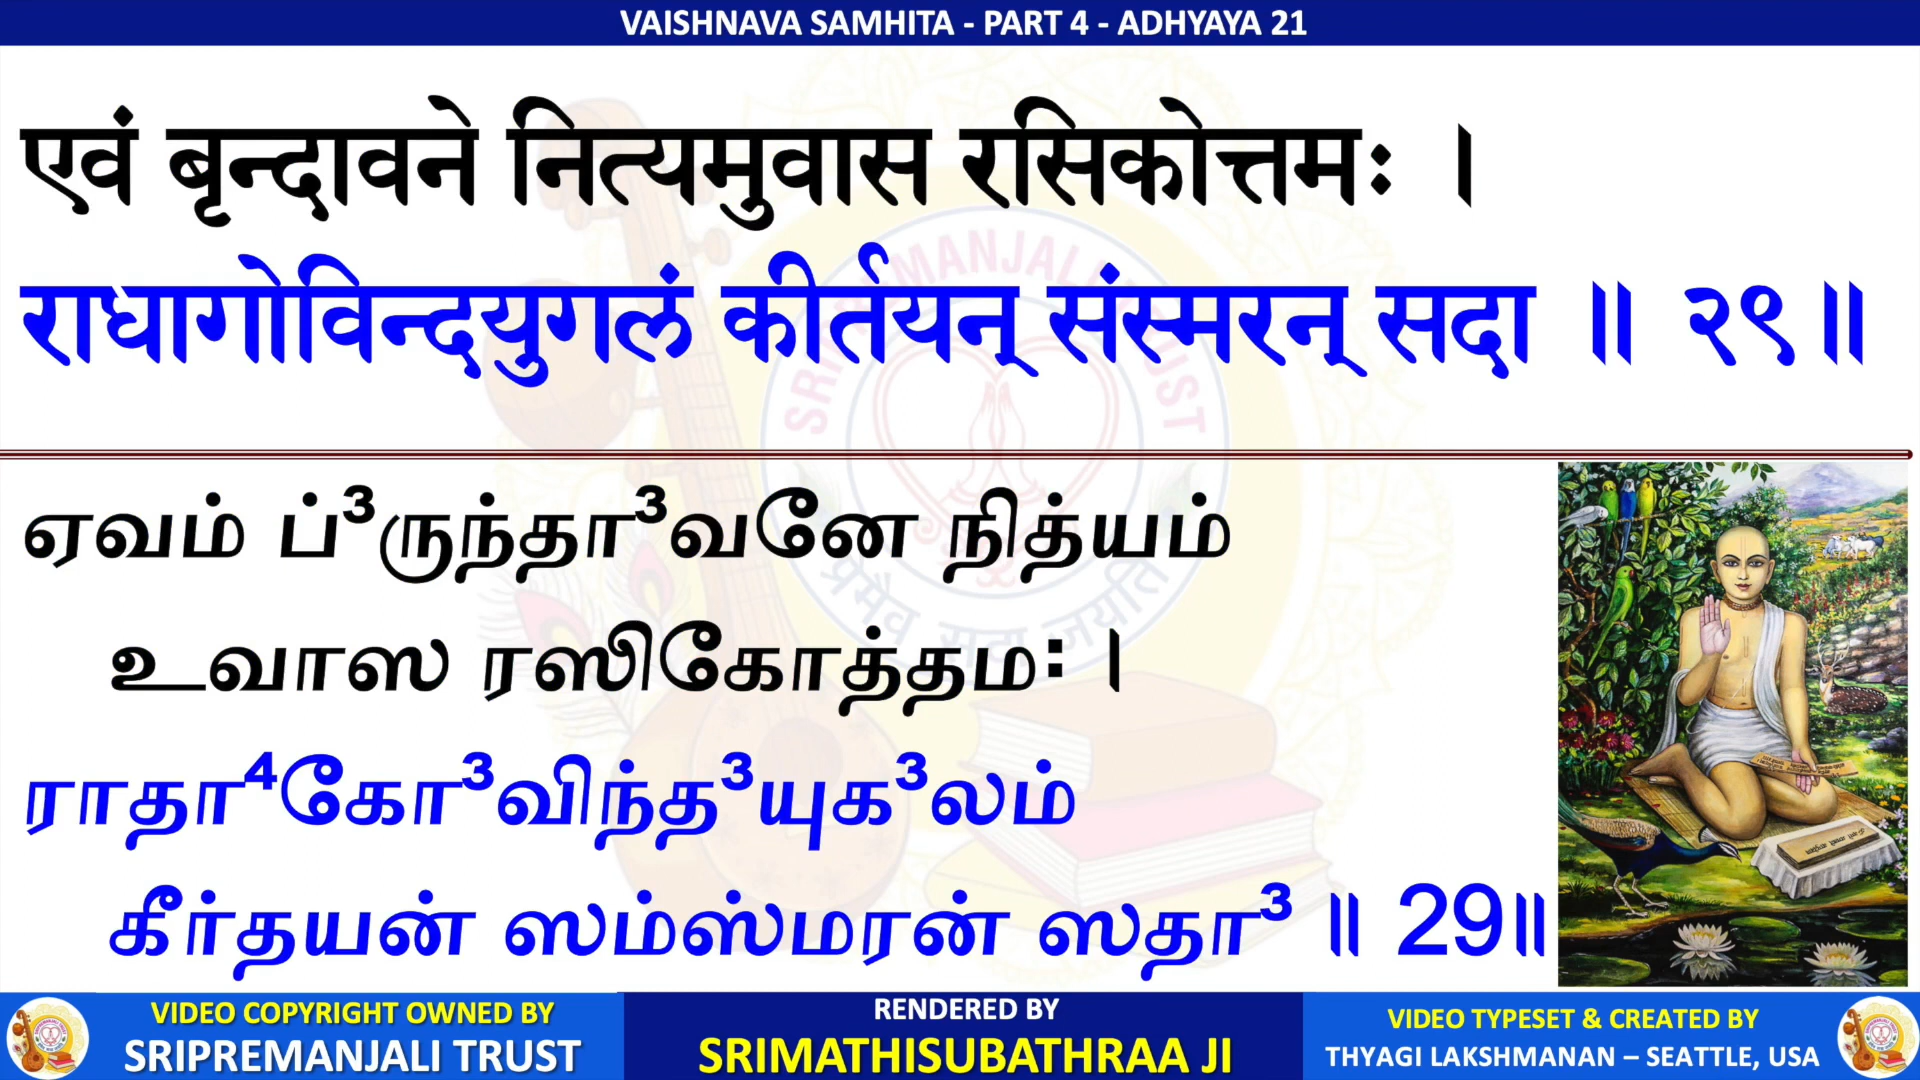 VAISHNAVA SAMHITA - PART 4 - ADHYAYA 21
एवं बृन्दावने नित्यमुवास रसिकोत्तमः ।
राधागोविन्दयुगलं कीर्तयन् संस्मरन् सदा ॥ २९॥
ஏவம் ப்³ருந்தா³வனே நித்யம்
உவாஸ ரஸிகோத்தம꞉ ।
ராதா⁴கோ³விந்த³யுக³லம்
கீர்தயன் ஸம்ஸ்மரன் ஸதா³ ॥ 29॥
VIDEO COPYRIGHT OWNED BY
SRIPREMANJALI TRUST
RENDERED BY
SRIMATHISUBATHRAA JI
VIDEO TYPESET & CREATED BY
THYAGI LAKSHMANAN – SEATTLE, USA